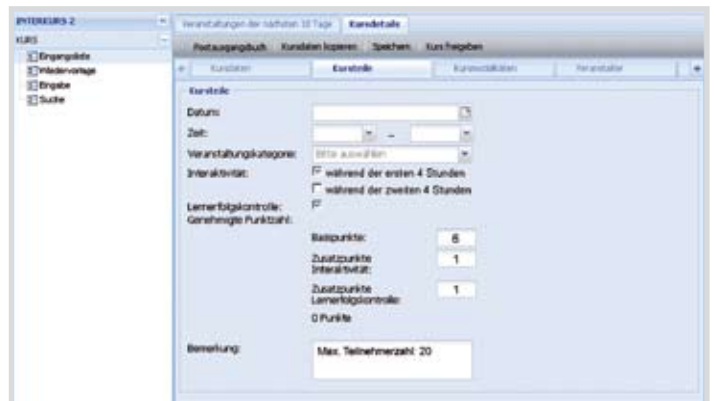 INTERKURS 2
KURS
Eingangsliste
Wiedervorlage
Eingabe
Suche
Veranstaltungen der nächsten 10 Tage
Kursdetails
Postausgangsbuch Kursdaten kopieren Speichern Kurs freigeben
Kursdaten Kursteile Kursmodalitäten Veranstalter
Kursteile
Datum:
Zeit: –
Veranstaltungskategorie: Bitte auswählen
Interaktivität: während der ersten 4 Stunden
während der zweiten 4 Stunden
Lernerfolgskontrolle:
Genehmigte Punktzahl:
Basispunkte: 6
Zusatzpunkte
Interaktivität: 1
Zusatzpunkte
Lernerfolgskontrolle: 1
0 Punkte
Bemerkung: Max. Teilnehmerzahl: 20